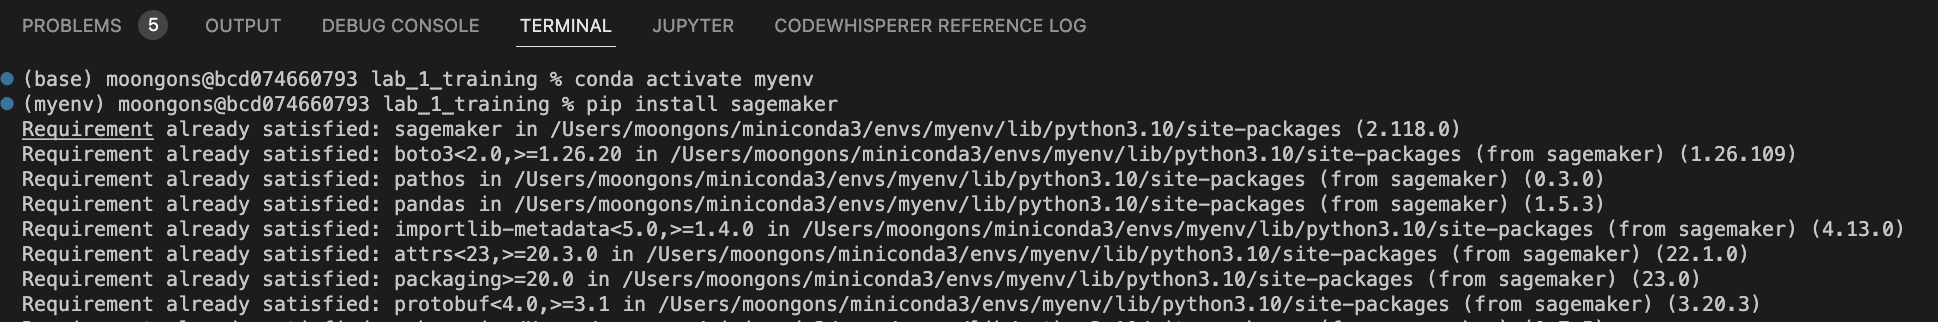 PROBLEMS 5 OUTPUT DEBUG CONSOLE TERMINAL JUPYTER CODEWHISPERER REFERENCE LOG
(base) moongons@bcd074660793 lab_1_training % conda activate myenv
(myenv) moongons@bcd074660793 lab_1_training % pip install sagemaker
Requirement already satisfied: sagemaker in /Users/moongons/miniconda3/envs/myenv/lib/python3.10/site-packages (2.118.0)
Requirement already satisfied: boto3<2.0,>=1.26.20 in /Users/moongons/miniconda3/envs/myenv/lib/python3.10/site-packages (from sagemaker) (1.26.109)
Requirement already satisfied: pathos in /Users/moongons/miniconda3/envs/myenv/lib/python3.10/site-packages (from sagemaker) (0.3.0)
Requirement already satisfied: pandas in /Users/moongons/miniconda3/envs/myenv/lib/python3.10/site-packages (from sagemaker) (1.5.3)
Requirement already satisfied: importlib-metadata<5.0,>=1.4.0 in /Users/moongons/miniconda3/envs/myenv/lib/python3.10/site-packages (from sagemaker) (4.13.0)
Requirement already satisfied: attrs<23,>=20.3.0 in /Users/moongons/miniconda3/envs/myenv/lib/python3.10/site-packages (from sagemaker) (22.1.0)
Requirement already satisfied: packaging>=20.0 in /Users/moongons/miniconda3/envs/myenv/lib/python3.10/site-packages (from sagemaker) (23.0)
Requirement already satisfied: protobuf<4.0,>=3.1 in /Users/moongons/miniconda3/envs/myenv/lib/python3.10/site-packages (from sagemaker) (3.20.3)